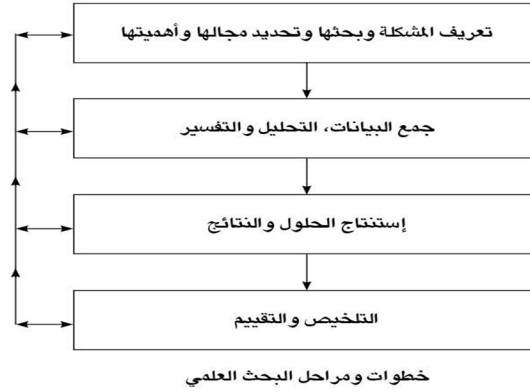 تعريف المشكلة وبحثها وتحديد مجالها وأهميتها
جمع البيانات، التحليل والتفسير
إستنتاج الحلول والنتائج
التلخيص والتقييم
خطوات ومراحل البحث العلمي